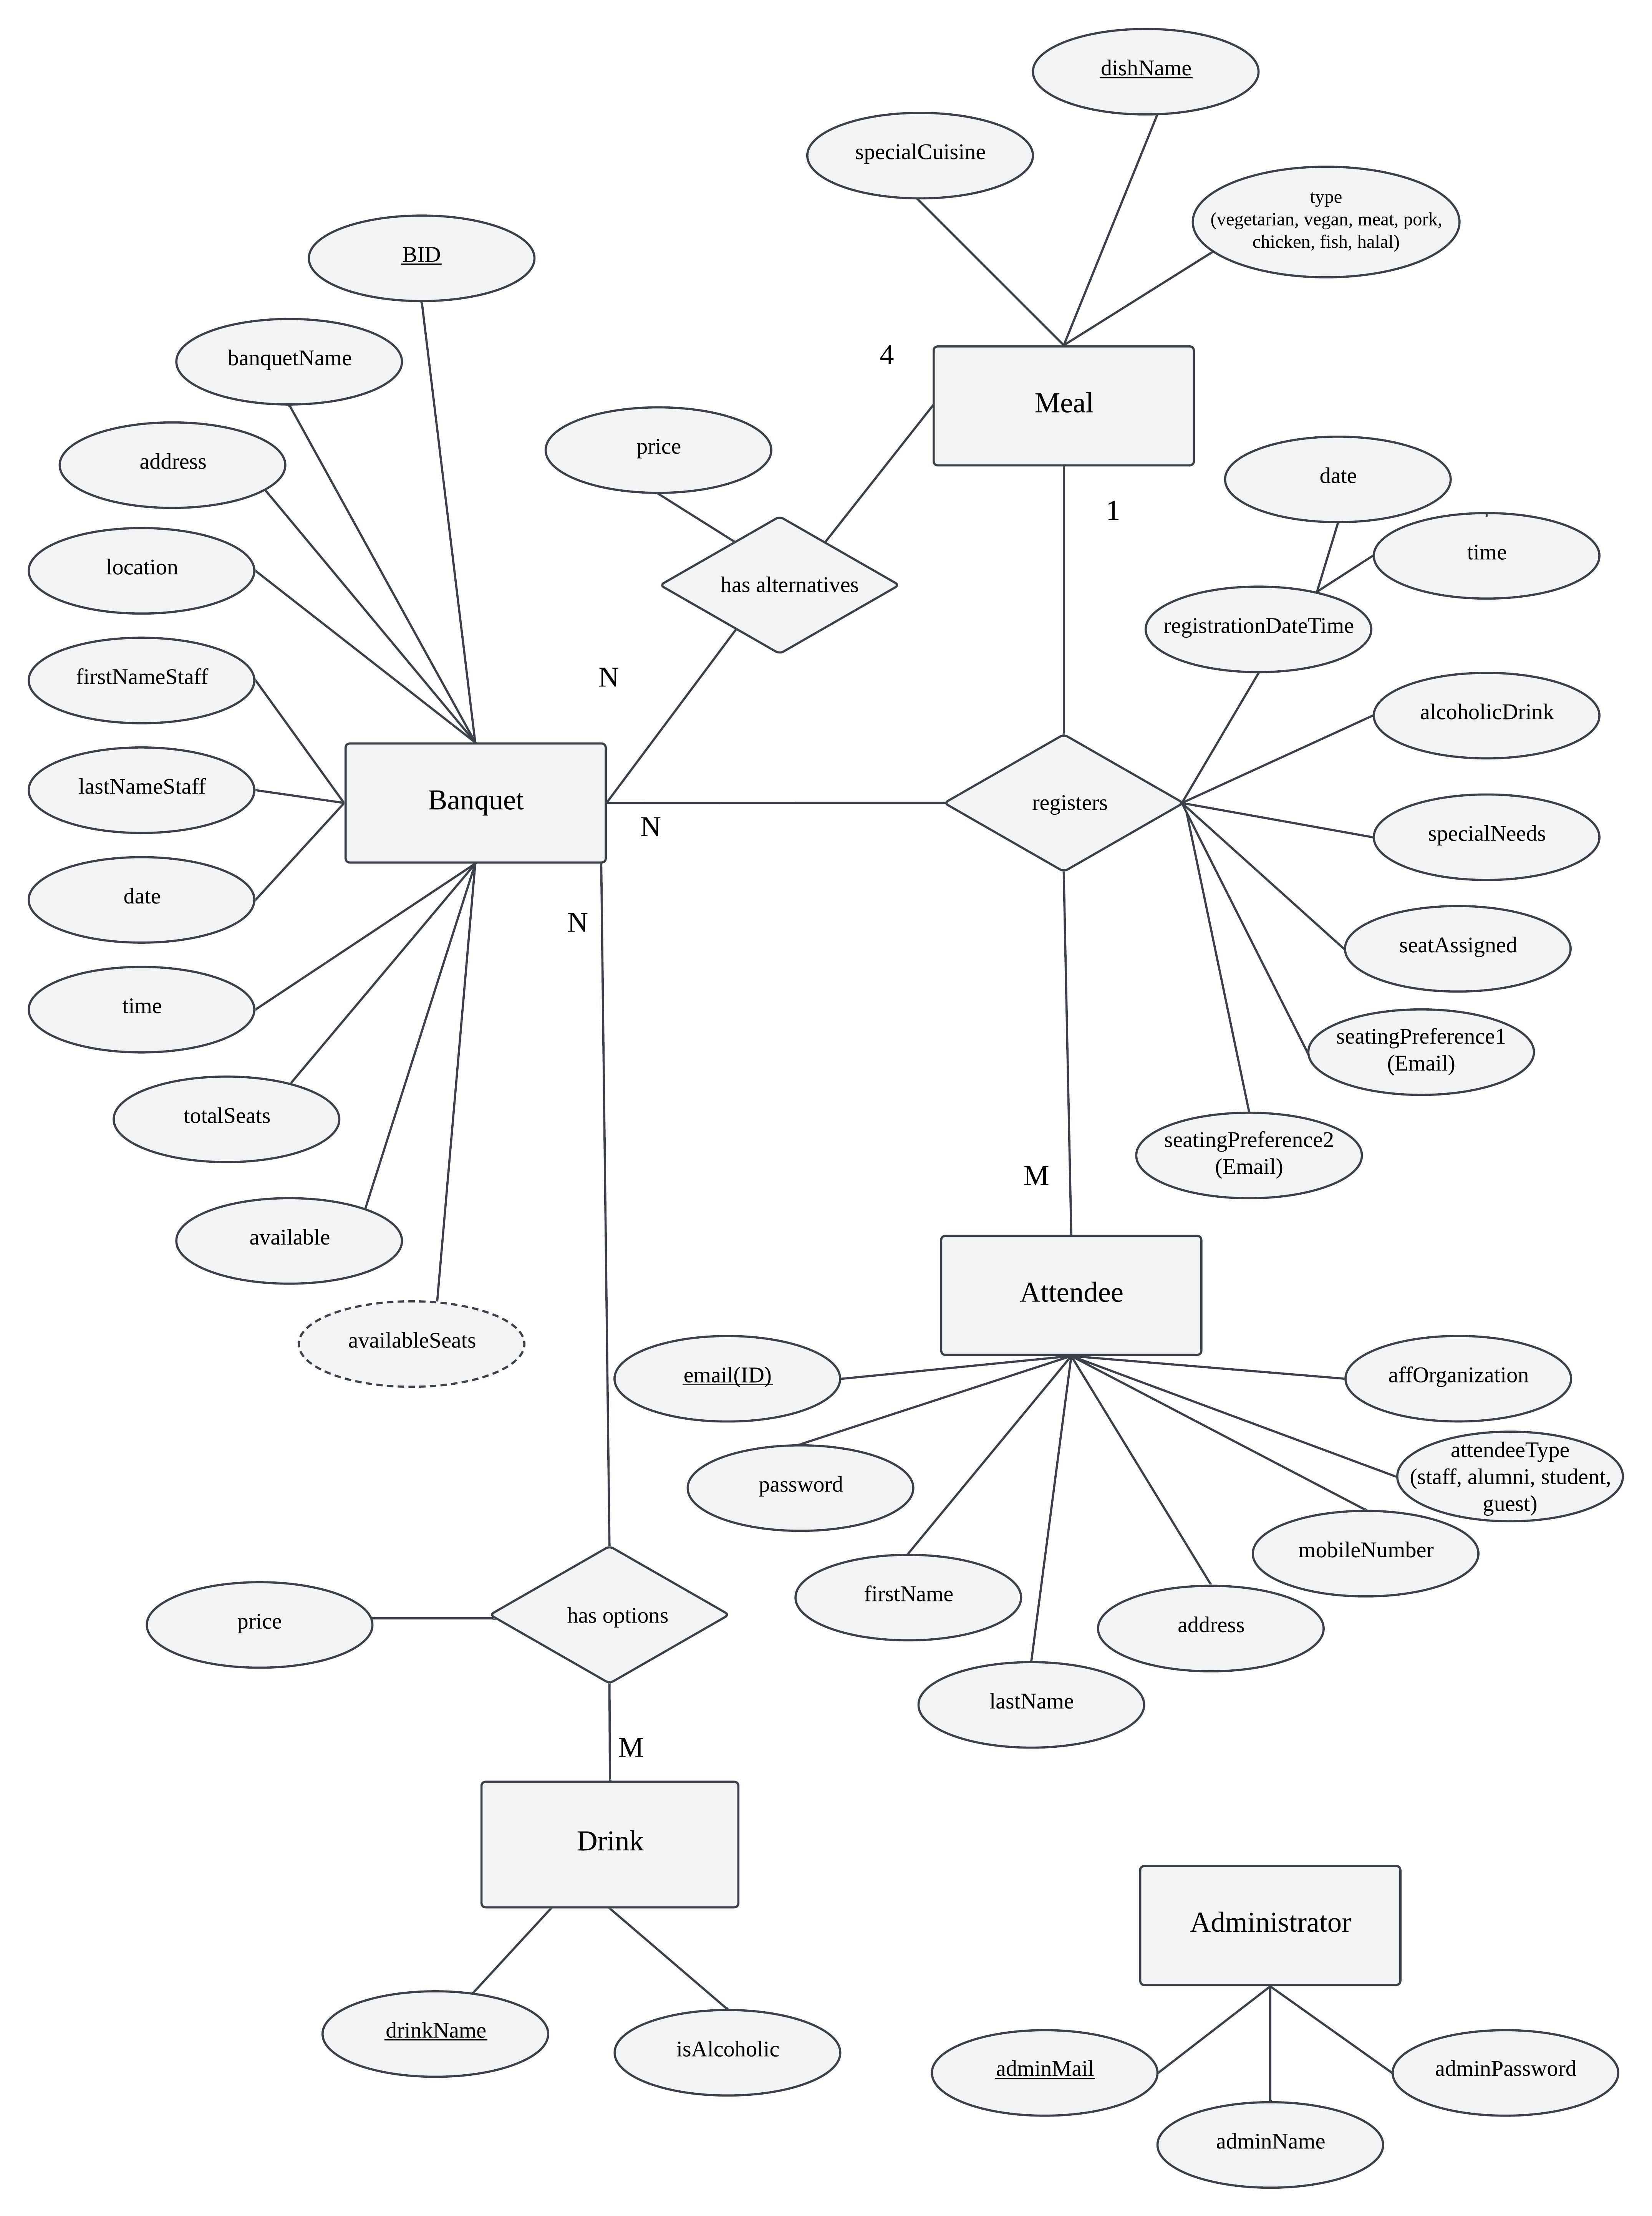 dishName
specialCuisine
type
(vegetarian, vegan, meat, pork,
chicken, fish, halal)
BID
banquetName
4
Meal
price
address
date
1
time
location
has alternatives
registrationDateTime
firstNameStaff
N
alcoholicDrink
lastNameStaff
Banquet
registers
N
specialNeeds
date
N
seatAssigned
time
seatingPreference1
(Email)
totalSeats
seatingPreference2
(Email)
M
available
Attendee
availableSeats
email(ID)
affOrganization
password
attendeeType
(staff, alumni, student,
guest)
mobileNumber
firstName
price
has options
address
lastName
M
Drink
Administrator
drinkName
isAlcoholic
adminMail
adminPassword
adminName